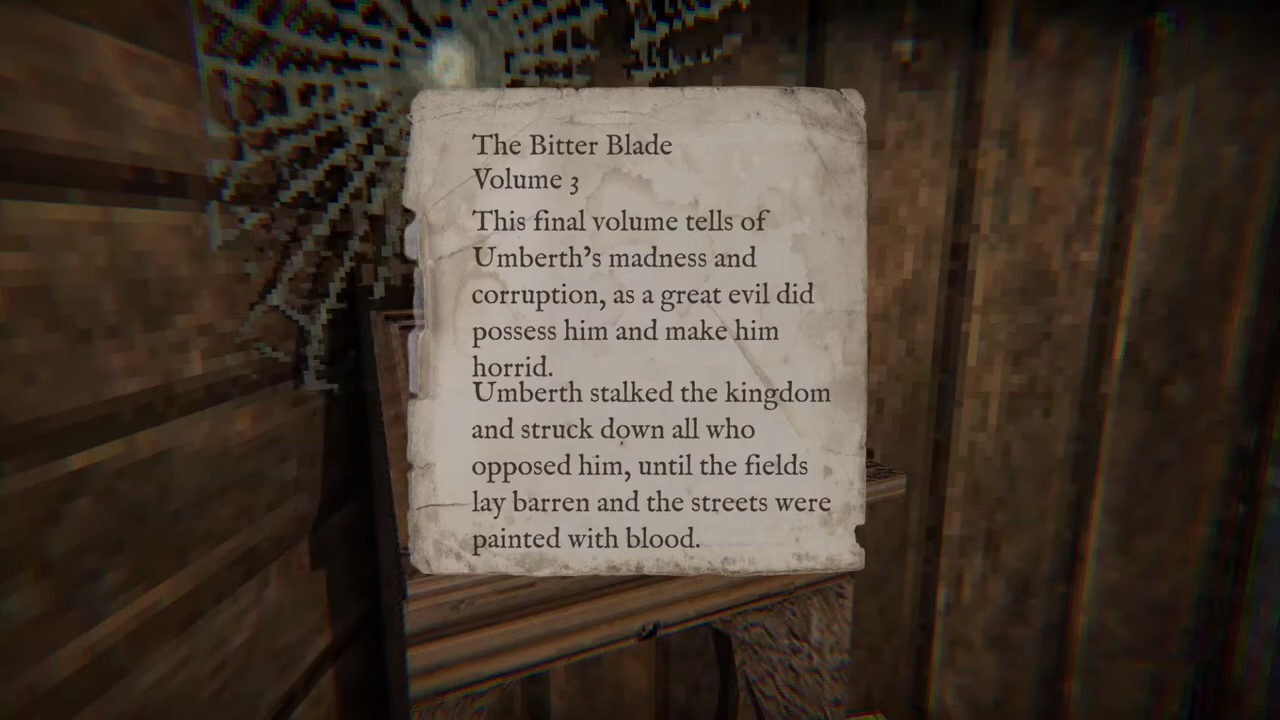 The Bitter Blade
Volume 3
This final volume tells of
Umberth's madness and
corruption, as a great evil did
possess him and make him
horrid.
Umberth stalked the kingdom
and struck down all who
opposed him, until the fields
lay barren and the streets were
painted with blood.